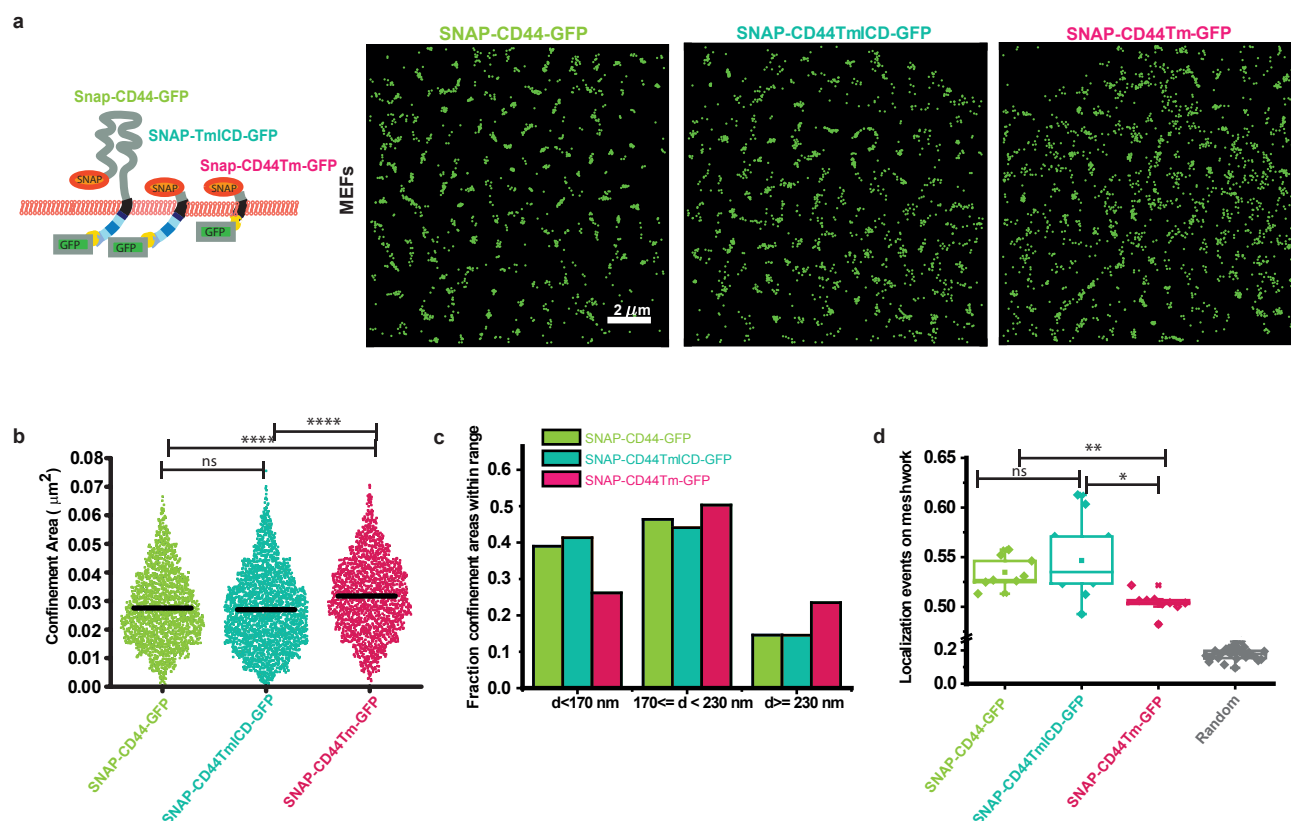 a
SNAP-CD44-GFP
SNAP-CD44TmICD-GFP
SNAP-CD44Tm-GFP
Snap-CD44-GFP
SNAP-TmICD-GFP
Snap-CD44Tm-GFP
SNAP
SNAP
SNAP
GFP
GFP
GFP
MEFs
2 μm
b
****
****
ns
Confinement Area ( μm²)
0.08
0.07
0.06
0.05
0.04
0.03
0.02
0.01
0.00
SNAP-CD44-GFP
SNAP-CD44TmICD-GFP
SNAP-CD44Tm-GFP
c
SNAP-CD44-GFP
SNAP-CD44TmICD-GFP
SNAP-CD44Tm-GFP
Fraction confinement areas within range
0.6
0.5
0.4
0.3
0.2
0.1
0.0
d<170 nm
170<= d < 230 nm
d>= 230 nm
d
**
ns
*
Localization events on meshwork
0.65
0.60
0.55
0.50
0.2
0.0
SNAP-CD44-GFP
SNAP-CD44TmICD-GFP
SNAP-CD44Tm-GFP
Random